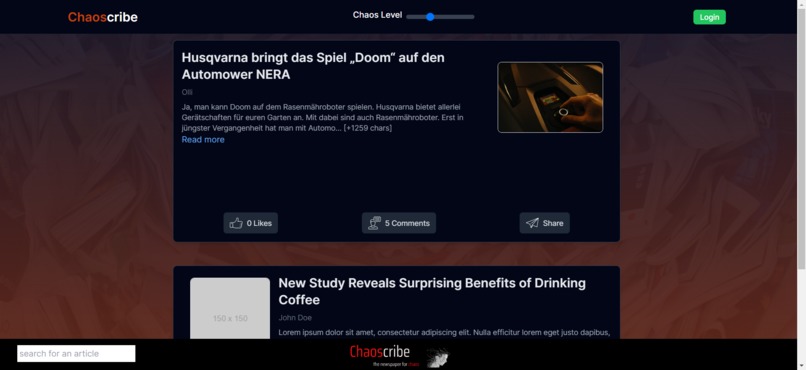 Chaoscribe
Chaos Level
Login
Husqvarna bringt das Spiel „Doom“ auf den
Automower NERA
Olli
Ja, man kann Doom auf dem Rasenmähroboter spielen. Husqvarna bietet allerlei
Gerätschaften für euren Garten an. Mit dabei sind auch Rasenmähroboter. Erst in
jüngster Vergangenheit hat man mit Automo… [+1259 chars]
Read more
0 Likes
5 Comments
Share
150 x 150
New Study Reveals Surprising Benefits of Drinking
Coffee
John Doe
Lorem ipsum dolor sit amet, consectetur adipiscing elit. Nulla efficitur lorem eget justo dapibus,
search for an article
Chaoscribe
The newspaper for chaos